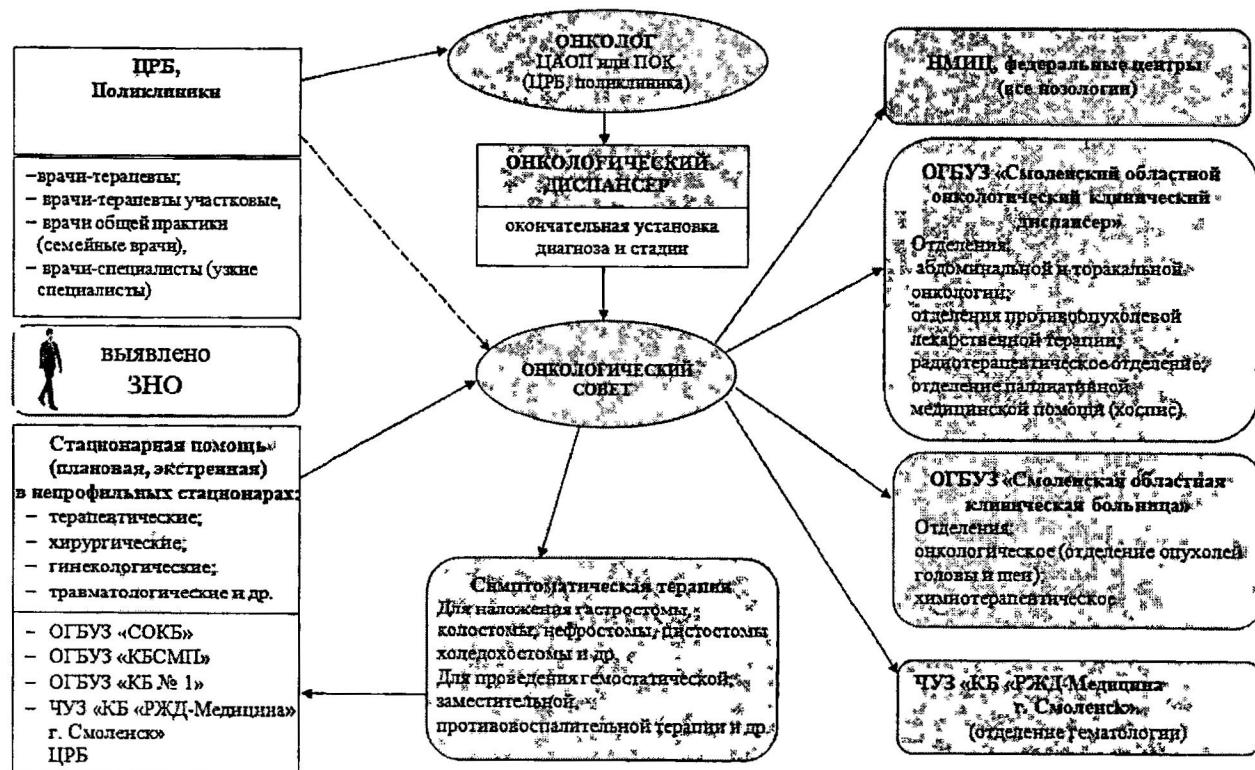 ЦРБ,
Поликлиники
–врачи-терапевты;
– врачи-терапевты участковые,
– врачи общей практики
(семейные врачи),
– врачи-специалисты (узкие
специалисты)
выявлено
ЗНО
Стационарная помощь
(плановая, экстренная)
в непрофильных стационарах:
– терапевтические;
– хирургические;
– гинекологические;
– травматологические и др.
– ОГБУЗ «СОКБ»
– ОГБУЗ «КБСМП»
– ОГБУЗ «КБ № 1»
– ЧУЗ «КБ «РЖД-Медицина»
г. Смоленск»
ЦРБ
ОНКОЛОГ
ЦАОП или ПОК
(ЦРБ, поликлиника)
ОНКОЛОГИЧЕСКИЙ
ДИСПАНСЕР
окончательная установка
диагноза и стадии
ОНКОЛОГИЧЕСКИЙ
СОВЕТ
Симптоматическая терапия
Для наложения гастростомы,
колостомы, нефростомы, цистостомы
холедохостомы и др.
Для проведения гемостатической,
заместительной,
противовоспалительной терапии и др.
НМИЦ, федеральные центры
(все нозологии)
ОГБУЗ «Смоленский областной
онкологический клинический
диспансер»
Отделения:
абдоминальной и торакальной
онкологии;
отделения противоопухолевой
лекарственной терапии;
радиотерапевтическое отделение;
отделение паллиативной
медицинской помощи (хоспис).
ОГБУЗ «Смоленская областная
клиническая больница»
Отделения:
онкологическое (отделение опухолей
головы и шеи)
химиотерапевтическое
ЧУЗ «КБ «РЖД-Медицина
г. Смоленск»
(отделение гематологии)